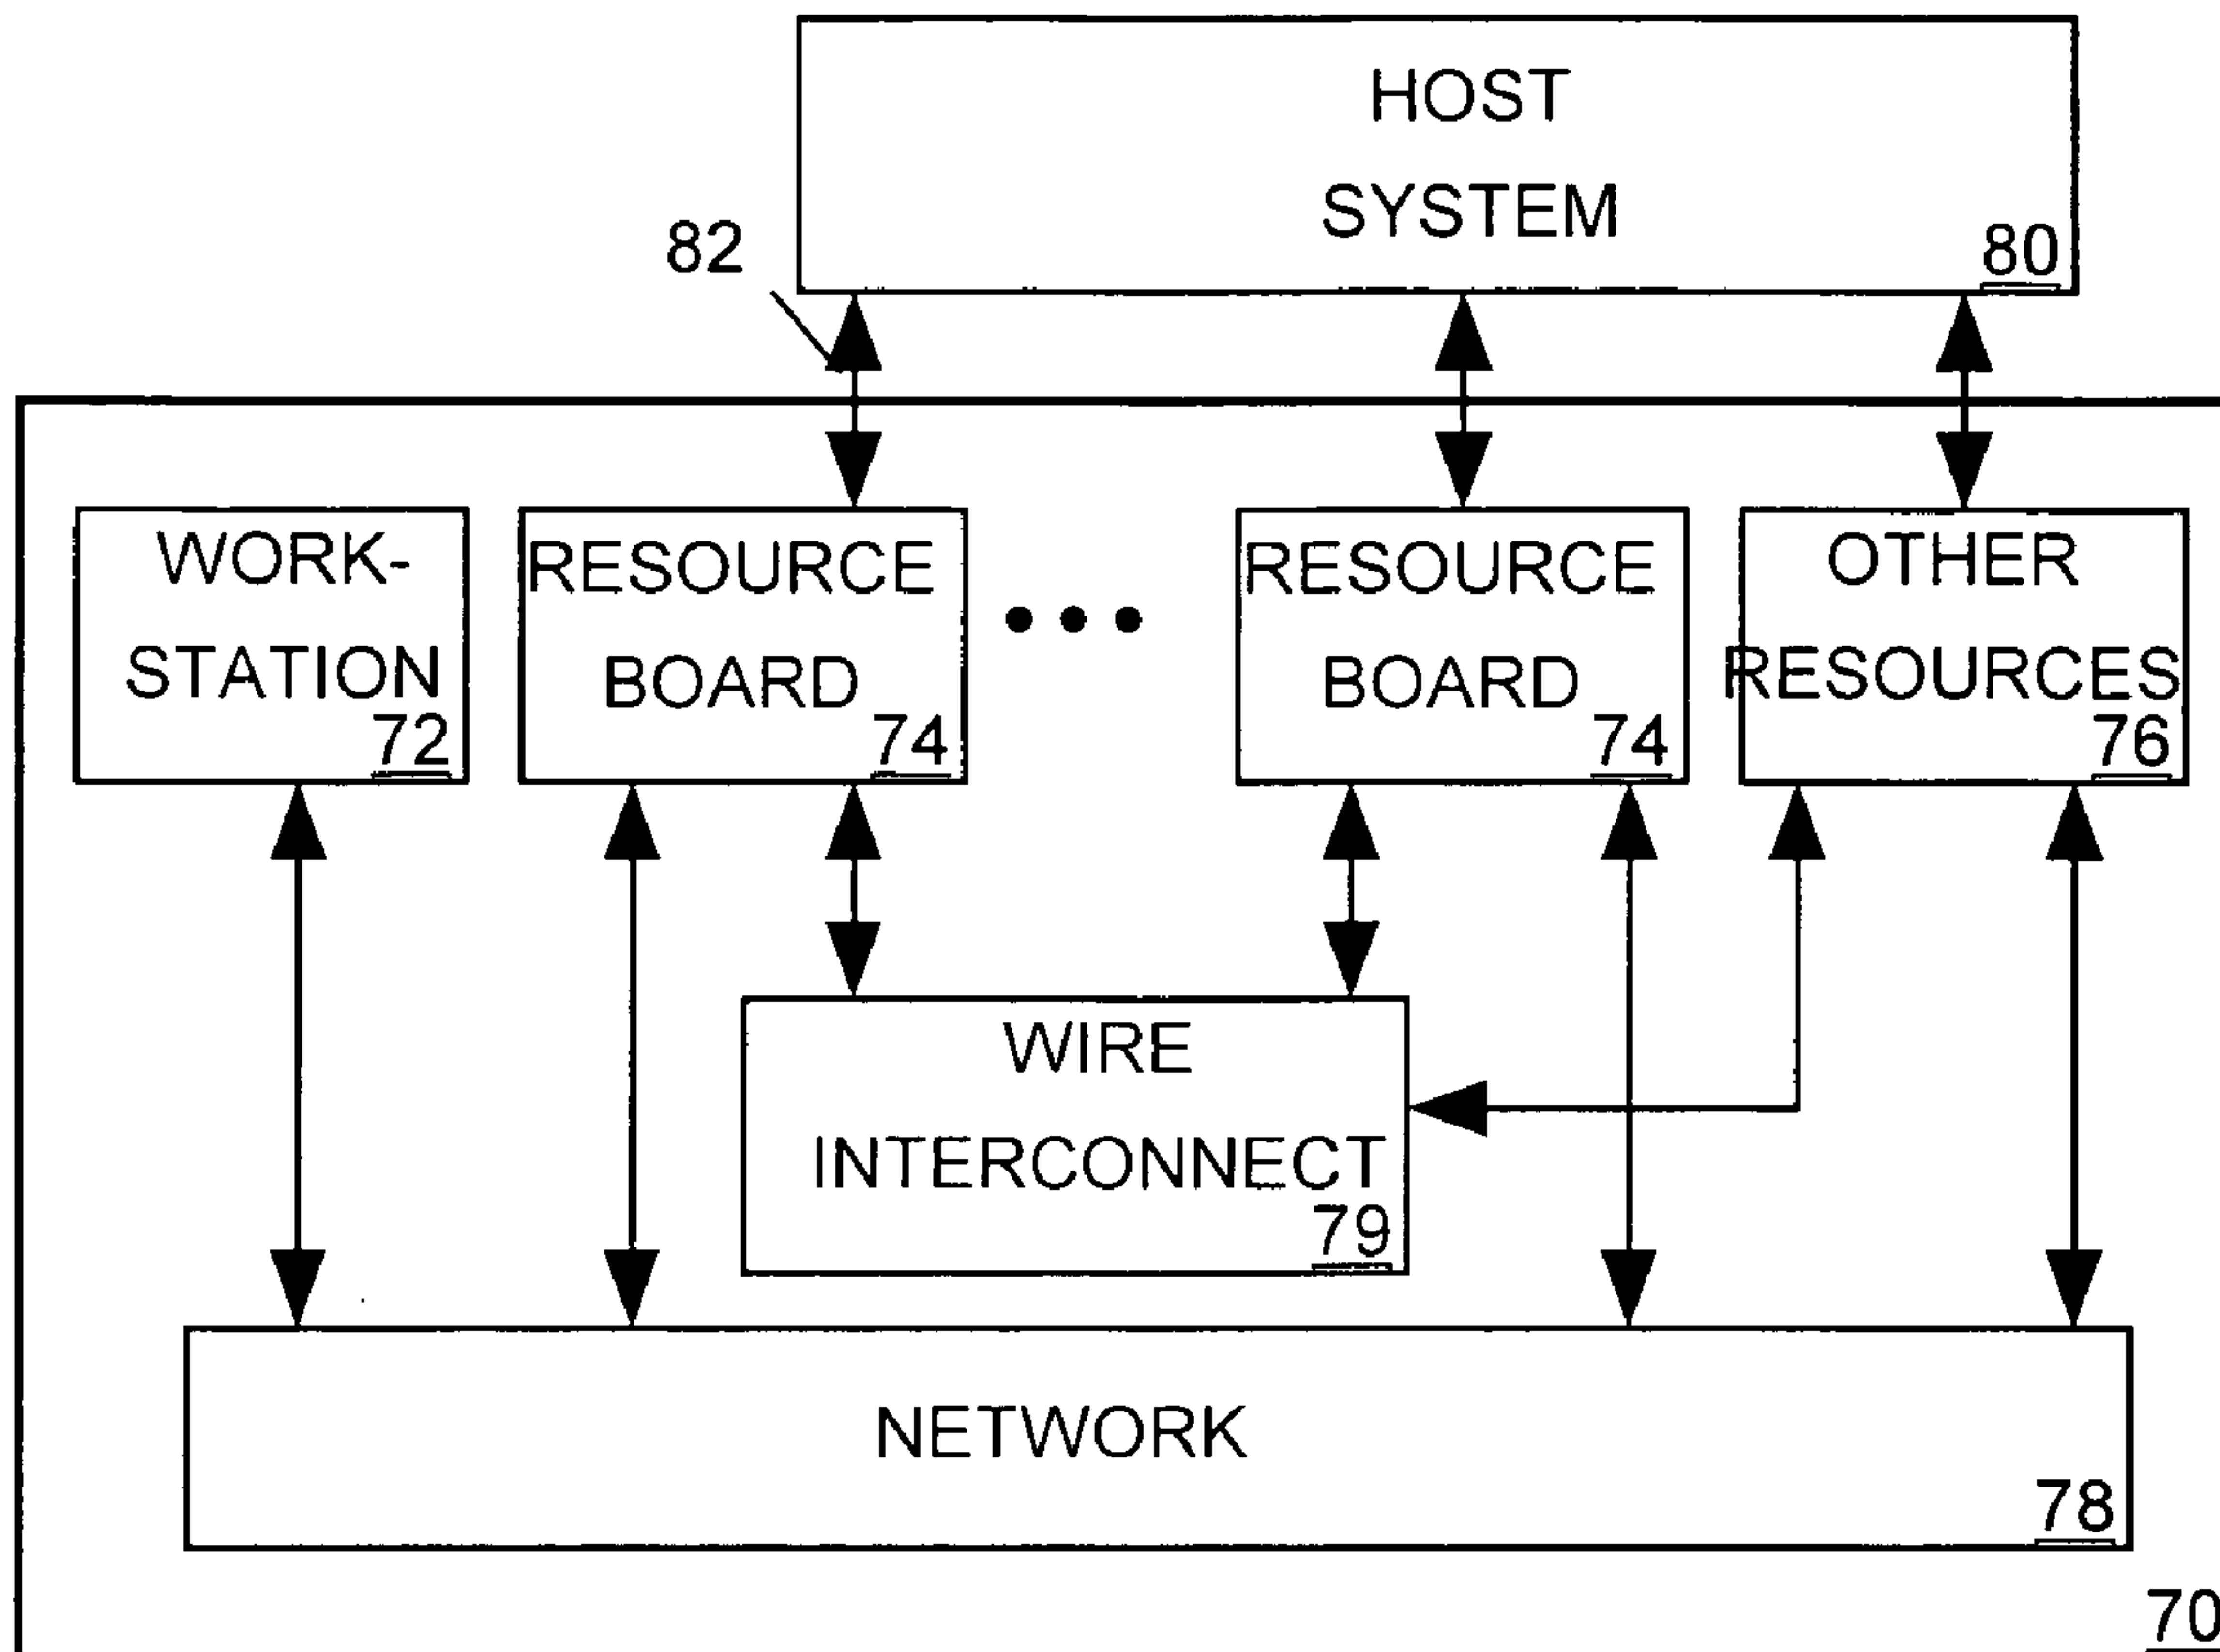 HOST
SYSTEM
80
82
WORK-
STATION
72
RESOURCE
BOARD
74
RESOURCE
BOARD
74
OTHER
RESOURCES
76
WIRE
INTERCONNECT
79
NETWORK
78
70